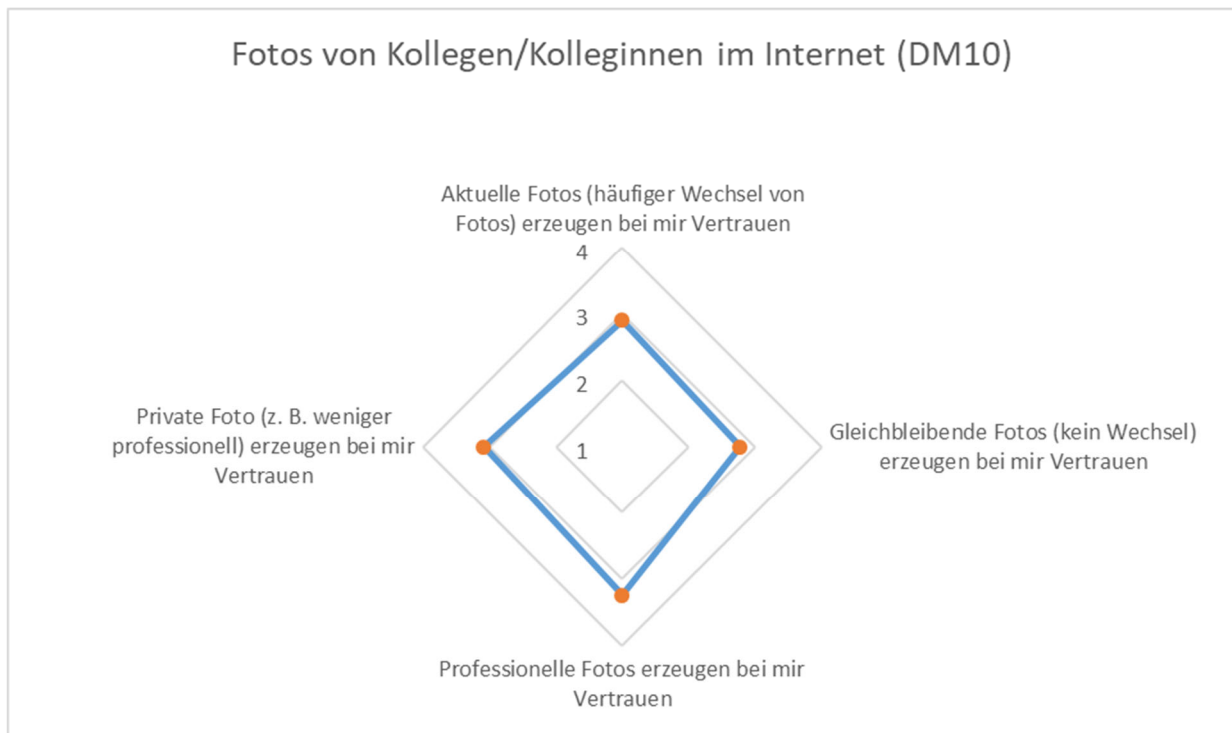 Fotos von Kollegen/Kolleginnen im Internet (DM10)
Aktuelle Fotos (häufiger Wechsel von
Fotos) erzeugen bei mir Vertrauen
4
3
2
1
Private Foto (z. B. weniger
professionell) erzeugen bei mir
Vertrauen
Gleichbleibende Fotos (kein Wechsel)
erzeugen bei mir Vertrauen
Professionelle Fotos erzeugen bei mir
Vertrauen